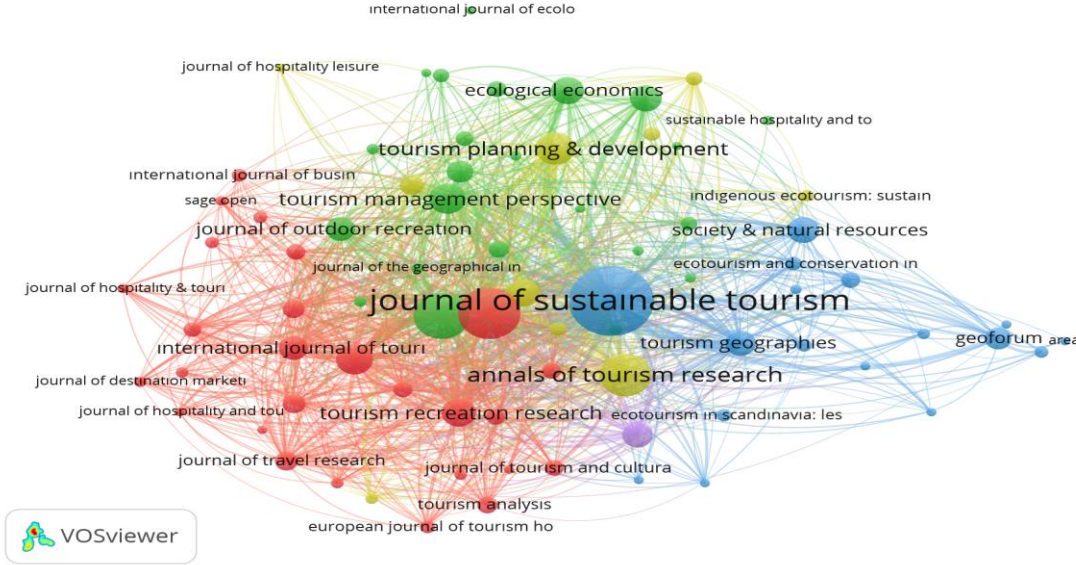 international journal of ecolo
journal of hospitality leisure
ecological economics
sustainable hospitality and to
tourism planning & development
international journal of busin
indigenous ecotourism: sustain
sage open
tourism management perspective
journal of outdoor recreation
society & natural resources
journal of the geographical in
ecotourism and conservation in
journal of hospitality & touri
journal of sustainable tourism
geoforum
area
tourism geographies
international journal of touri
journal of destination marketi
annals of tourism research
journal of hospitality and tou
tourism recreation research
ecotourism in scandinavia: les
journal of travel research
journal of tourism and cultura
tourism analysis
european journal of tourism ho
VOSviewer